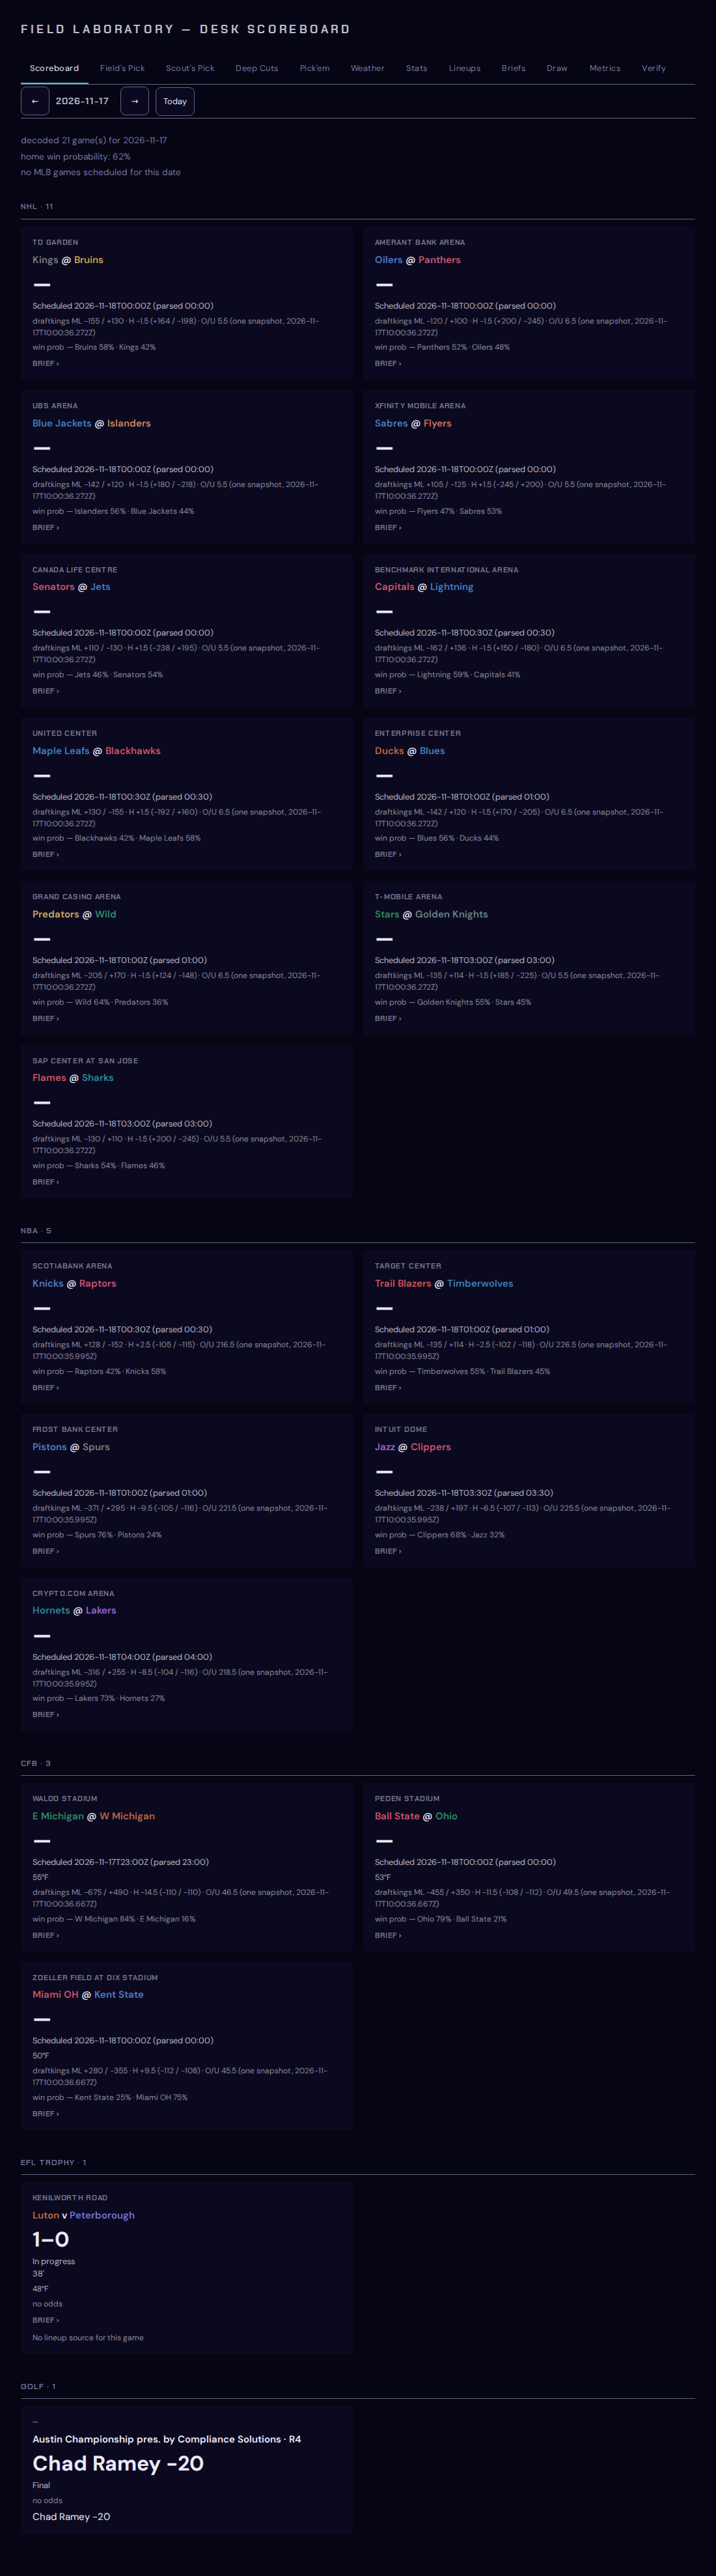 FIELD LABORATORY — DESK SCOREBOARD
Scoreboard Field's Pick Scout's Pick Deep Cuts Pick'em Weather Stats Lineups Briefs Draw Metrics Verify
← 2026-11-17 → Today
decoded 21 game(s) for 2026-11-17
home win probability: 62%
no MLB games scheduled for this date
NHL · 11
TD GARDEN
Kings @ Bruins
—
Scheduled 2026-11-18T00:00Z (parsed 00:00)
draftkings ML -155 / +130 · H -1.5 (+164 / -198) · O/U 6.5 (one snapshot, 2026-11-
17T10:00:36.272Z)
win prob — Bruins 58% · Kings 42%
BRIEF ›
AMERANT BANK ARENA
Oilers @ Panthers
—
Scheduled 2026-11-18T00:00Z (parsed 00:00)
draftkings ML -120 / +100 · H -1.5 (+200 / -245) · O/U 6.5 (one snapshot, 2026-11-
17T10:00:36.272Z)
win prob — Panthers 52% · Oilers 48%
BRIEF ›
UBS ARENA
Blue Jackets @ Islanders
—
Scheduled 2026-11-18T00:00Z (parsed 00:00)
draftkings ML -142 / +120 · H -1.5 (+180 / -218) · O/U 5.5 (one snapshot, 2026-11-
17T10:00:36.272Z)
win prob — Islanders 56% · Blue Jackets 44%
BRIEF ›
XFINITY MOBILE ARENA
Sabres @ Flyers
—
Scheduled 2026-11-18T00:00Z (parsed 00:00)
draftkings ML +105 / -125 · H +1.5 (-245 / +200) · O/U 5.5 (one snapshot, 2026-11-
17T10:00:36.272Z)
win prob — Flyers 47% · Sabres 53%
BRIEF ›
CANADA LIFE CENTRE
Senators @ Jets
—
Scheduled 2026-11-18T00:00Z (parsed 00:00)
draftkings ML +110 / -130 · H +1.5 (-238 / +195) · O/U 5.5 (one snapshot, 2026-11-
17T10:00:36.272Z)
win prob — Jets 46% · Senators 54%
BRIEF ›
BENCHMARK INTERNATIONAL ARENA
Capitals @ Lightning
—
Scheduled 2026-11-18T00:30Z (parsed 00:30)
draftkings ML -162 / +136 · H -1.5 (+150 / -180) · O/U 6.5 (one snapshot, 2026-11-
17T10:00:36.272Z)
win prob — Lightning 59% · Capitals 41%
BRIEF ›
UNITED CENTER
Maple Leafs @ Blackhawks
—
Scheduled 2026-11-18T00:30Z (parsed 00:30)
draftkings ML +130 / -155 · H +1.5 (-192 / +160) · O/U 6.5 (one snapshot, 2026-11-
17T10:00:36.272Z)
win prob — Blackhawks 42% · Maple Leafs 58%
BRIEF ›
ENTERPRISE CENTER
Ducks @ Blues
—
Scheduled 2026-11-18T01:00Z (parsed 01:00)
draftkings ML -142 / +120 · H -1.5 (+170 / -205) · O/U 6.5 (one snapshot, 2026-11-
17T10:00:36.272Z)
win prob — Blues 56% · Ducks 44%
BRIEF ›
GRAND CASINO ARENA
Predators @ Wild
—
Scheduled 2026-11-18T01:00Z (parsed 01:00)
draftkings ML -205 / +170 · H -1.5 (+124 / -148) · O/U 6.5 (one snapshot, 2026-11-
17T10:00:36.272Z)
win prob — Wild 64% · Predators 36%
BRIEF ›
T-MOBILE ARENA
Stars @ Golden Knights
—
Scheduled 2026-11-18T03:00Z (parsed 03:00)
draftkings ML -135 / +114 · H -1.5 (+185 / -225) · O/U 5.5 (one snapshot, 2026-11-
17T10:00:36.272Z)
win prob — Golden Knights 55% · Stars 45%
BRIEF ›
SAP CENTER AT SAN JOSE
Flames @ Sharks
—
Scheduled 2026-11-18T03:00Z (parsed 03:00)
draftkings ML -130 / +110 · H -1.5 (+200 / -245) · O/U 5.5 (one snapshot, 2026-11-
17T10:00:36.272Z)
win prob — Sharks 54% · Flames 46%
BRIEF ›
NBA · 5
SCOTIABANK ARENA
Knicks @ Raptors
—
Scheduled 2026-11-18T00:30Z (parsed 00:30)
draftkings ML +128 / -152 · H +2.5 (-105 / -115) · O/U 216.5 (one snapshot, 2026-11-
17T10:00:35.995Z)
win prob — Raptors 42% · Knicks 58%
BRIEF ›
TARGET CENTER
Trail Blazers @ Timberwolves
—
Scheduled 2026-11-18T01:00Z (parsed 01:00)
draftkings ML -135 / +114 · H -2.5 (-102 / -118) · O/U 226.5 (one snapshot, 2026-11-
17T10:00:35.995Z)
win prob — Timberwolves 55% · Trail Blazers 45%
BRIEF ›
FROST BANK CENTER
Pistons @ Spurs
—
Scheduled 2026-11-18T01:00Z (parsed 01:00)
draftkings ML -371 / +295 · H -9.5 (-105 / -116) · O/U 221.5 (one snapshot, 2026-11-
17T10:00:35.995Z)
win prob — Spurs 76% · Pistons 24%
BRIEF ›
INTUIT DOME
Jazz @ Clippers
—
Scheduled 2026-11-18T03:30Z (parsed 03:30)
draftkings ML -238 / +197 · H -6.5 (-107 / -113) · O/U 225.5 (one snapshot, 2026-11-
17T10:00:35.995Z)
win prob — Clippers 68% · Jazz 32%
BRIEF ›
CRYPTO.COM ARENA
Hornets @ Lakers
—
Scheduled 2026-11-18T04:00Z (parsed 04:00)
draftkings ML -316 / +255 · H -8.5 (-104 / -116) · O/U 218.5 (one snapshot, 2026-11-
17T10:00:35.995Z)
win prob — Lakers 73% · Hornets 27%
BRIEF ›
CFB · 3
WALDO STADIUM
E Michigan @ W Michigan
—
Scheduled 2026-11-17T23:00Z (parsed 23:00)
55°F
draftkings ML -675 / +490 · H -14.5 (-110 / -110) · O/U 46.5 (one snapshot, 2026-11-
17T10:00:36.667Z)
win prob — W Michigan 84% · E Michigan 16%
BRIEF ›
PEDEN STADIUM
Ball State @ Ohio
—
Scheduled 2026-11-18T00:00Z (parsed 00:00)
53°F
draftkings ML -455 / +350 · H -11.5 (-108 / -112) · O/U 49.5 (one snapshot, 2026-11-
17T10:00:36.667Z)
win prob — Ohio 79% · Ball State 21%
BRIEF ›
ZOELLER FIELD AT DIX STADIUM
Miami OH @ Kent State
—
Scheduled 2026-11-18T00:00Z (parsed 00:00)
50°F
draftkings ML +280 / -355 · H +9.5 (-112 / -108) · O/U 45.5 (one snapshot, 2026-11-
17T10:00:36.667Z)
win prob — Kent State 25% · Miami OH 75%
BRIEF ›
EFL TROPHY · 1
KENILWORTH ROAD
Luton v Peterborough
1–0
In progress
38'
48°F
no odds
BRIEF ›
No lineup source for this game
GOLF · 1
—
Austin Championship pres. by Compliance Solutions · R4
Chad Ramey -20
Final
no odds
Chad Ramey -20